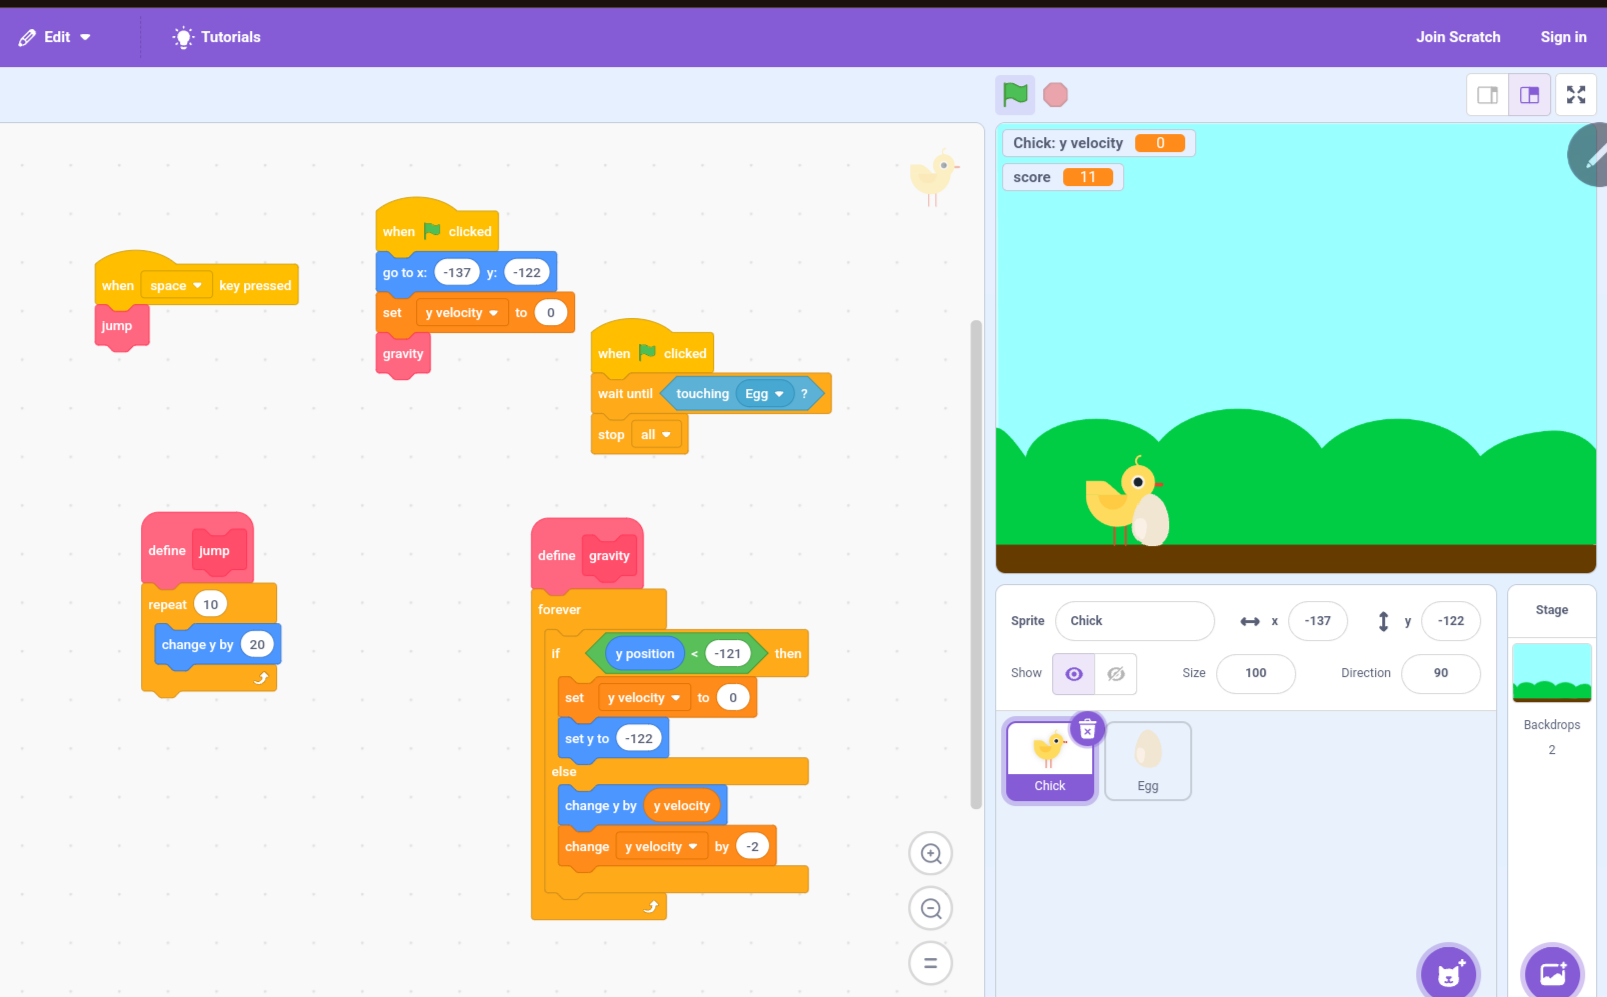 Edit
Tutorials
Join Scratch
Sign in
when space key pressed
jump
when clicked
go to x: -137 y: -122
set y velocity to 0
gravity
when clicked
wait until touching Egg ?
stop all
define jump
repeat 10
change y by 20
define gravity
forever
if y position < -121 then
set y velocity to 0
set y to -122
else
change y by y velocity
change y velocity by -2
Chick: y velocity 0
score 11
Sprite Chick x -137 y -122
Show Size 100 Direction 90
Chick
Egg
Stage
Backdrops
2